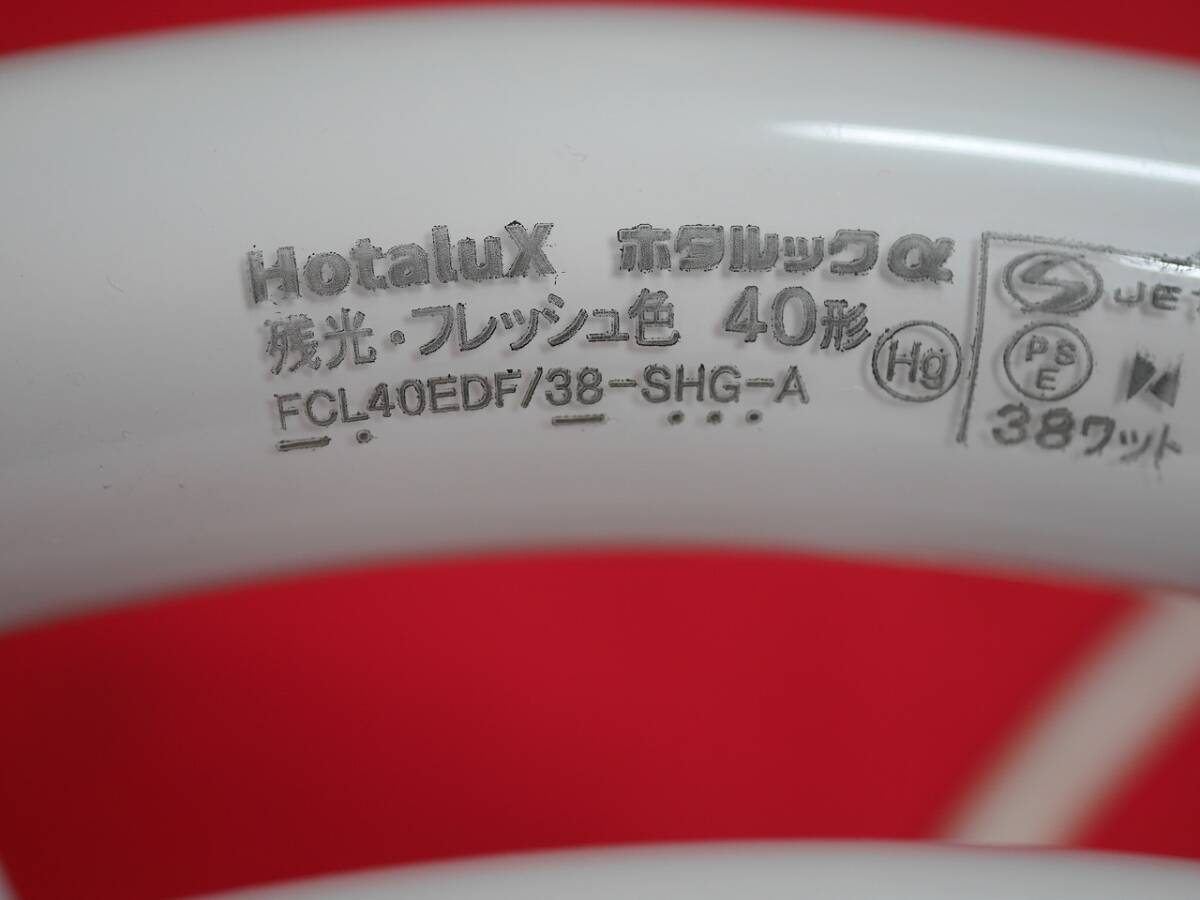 HotaluX ホタルックα
残光・フレッシュ色 40形
FCL40EDF/38-SHG-A
Hg
JET
PSE
38ワット